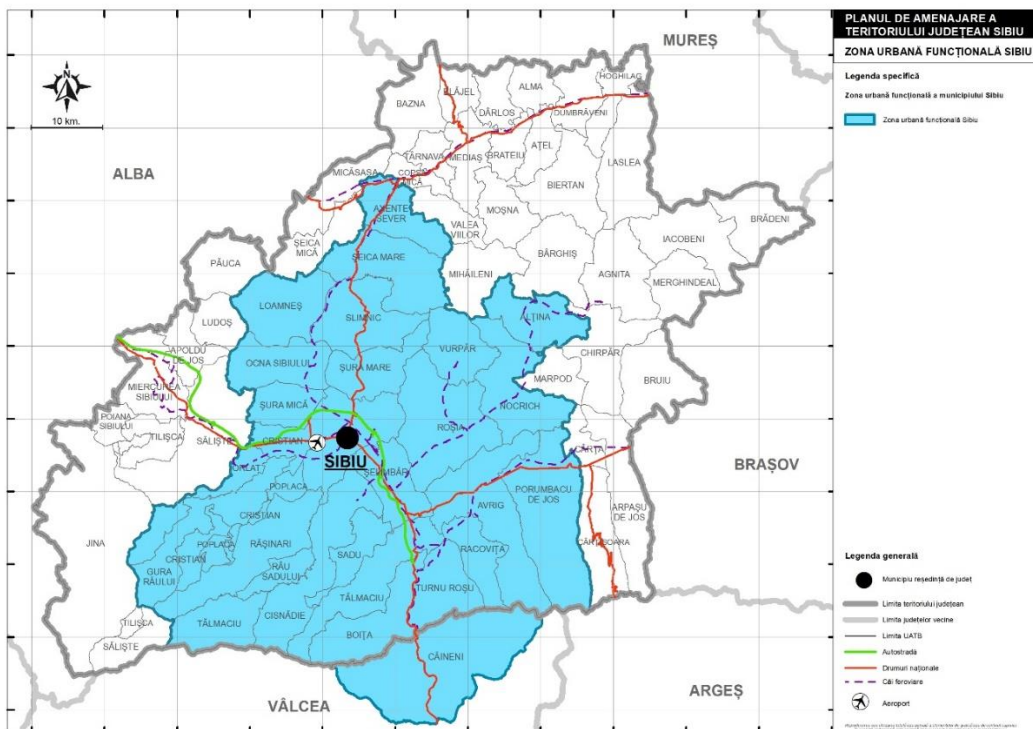 PLANUL DE AMENAJARE A
TERITORIULUI JUDEȚEAN SIBIU
ZONA URBANĂ FUNCȚIONALĂ SIBIU
Legenda specifică
Zona urbană funcțională a municipiului Sibiu
Zona urbană funcțională Sibiu
N
10 km.
MUREȘ
ALBA
BRAȘOV
ARGEȘ
VÂLCEA
HOGHILAG
BLĂJEL
ALMA
BAZNA
DÂRLOS
DUMBRĂVENI
TÂRNAVA
MEDIAȘ
BRATEIU
AȚEL
LASLEA
MICĂSASA
COPȘA
MICĂ
BIERTAN
AXENTE
SEVER
MOȘNA
BRĂDENI
VALEA
VIILOR
ȘEICA
MICĂ
IACOBENI
PĂUCA
ȘEICA MARE
BÂRGHIȘ
MIHĂILENI
AGNITA
MERGHINDEAL
LOAMNEȘ
SLIMNIC
ALȚÎNA
LUDOȘ
APOLDU
DE JOS
OCNA SIBIULUI
ȘURA MARE
VURPĂR
CHIRPĂR
MARPOD
BRUIU
MIERCUREA
SIBIULUI
ȘURA MICĂ
NOCRICH
POIANA
SIBIULUI
TILIȘCA
SĂLIȘTE
CRISTIAN
ROȘIA
SIBIU
CÂRȚA
ORLAT
ȘELIMBĂR
POPLACA
PORUMBACU
DE JOS
AVRIG
ARPAȘU
DE JOS
CRISTIAN
JINA
POPLACA
RĂȘINARI
CÂRȚIȘOARA
CRISTIAN
SADU
RACOVIȚA
GURA
RÂULUI
RÂU
SADULUI
TURNU ROȘU
TĂLMACIU
CISNĂDIE
TILIȘCA
TĂLMACIU
BOIȚA
SĂLIȘTE
CÂINENI
Legenda generală
Municipiu reședință de județ
Limita teritoriului județean
Limita județelor vecine
Limita UATB
Autostradă
Drumuri naționale
Căi feroviare
Aeroport